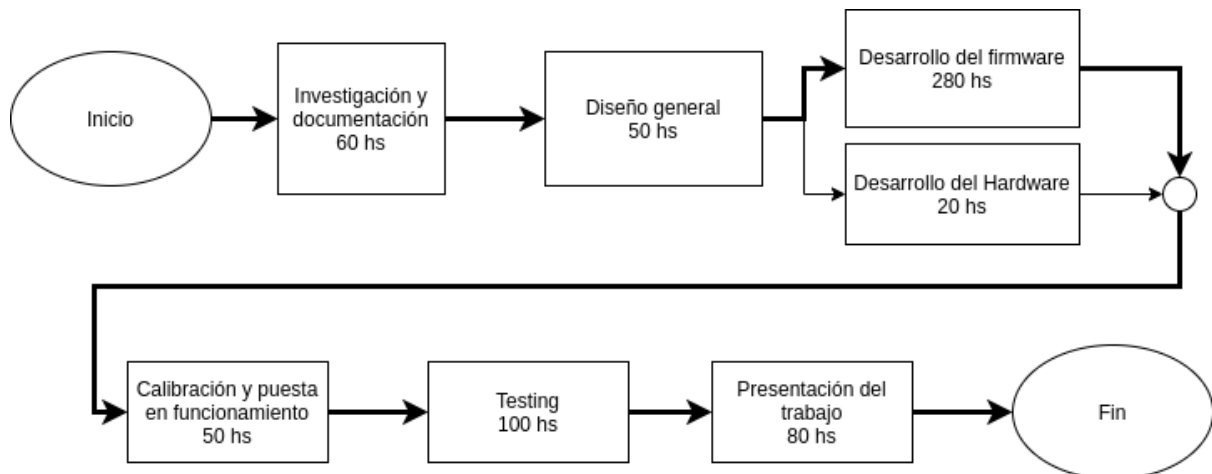 Inicio
Investigación y
documentación
60 hs
Diseño general
50 hs
Desarrollo del firmware
280 hs
Desarrollo del Hardware
20 hs
Calibración y puesta
en funcionamiento
50 hs
Testing
100 hs
Presentación del
trabajo
80 hs
Fin